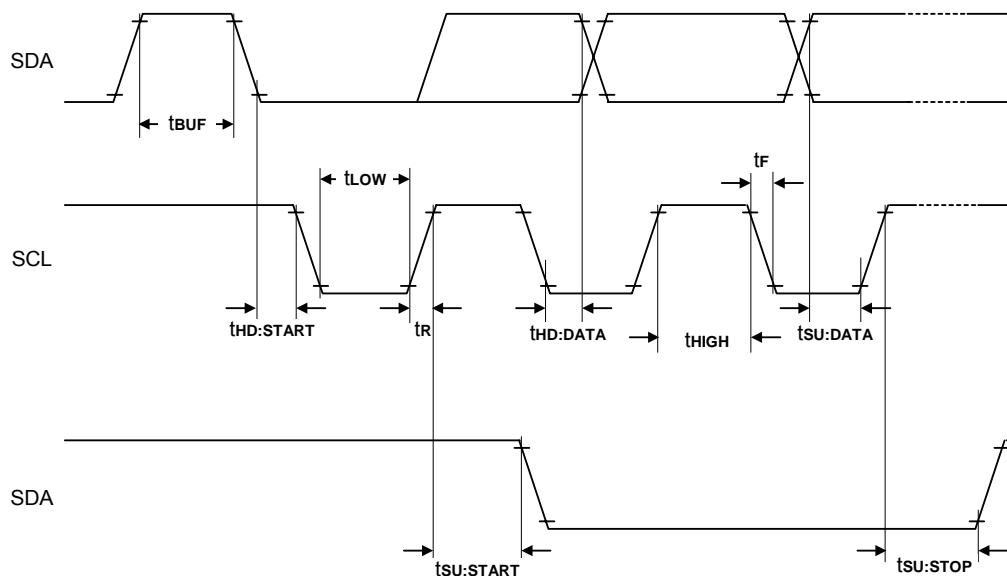 SDA
tBUF
tLOW
tF
SCL
tHD:START
tR
tHD:DATA
tHIGH
tSU:DATA
SDA
tSU:START
tSU:STOP